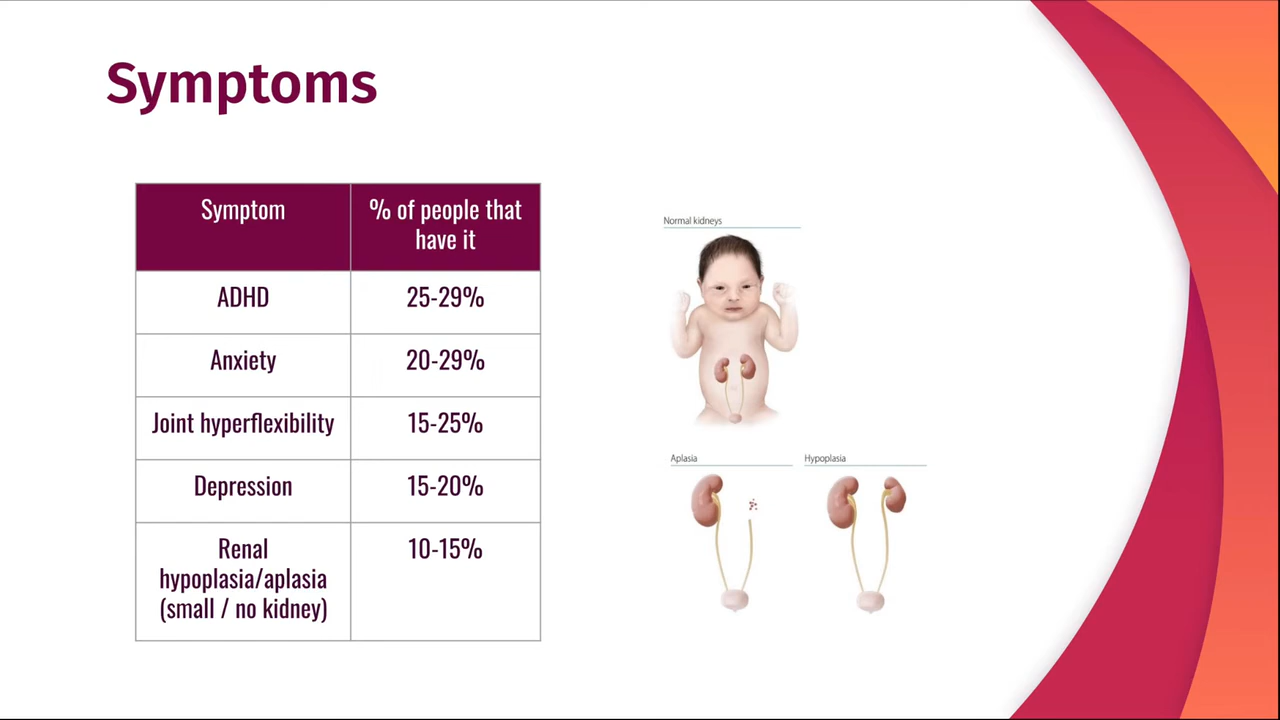 Symptoms
Symptom
% of people that
have it
ADHD
25-29%
Anxiety
20-29%
Joint hyperflexibility
15-25%
Depression
15-20%
Renal
hypoplasia/aplasia
(small / no kidney)
10-15%
Normal kidneys
Aplasia
Hypoplasia